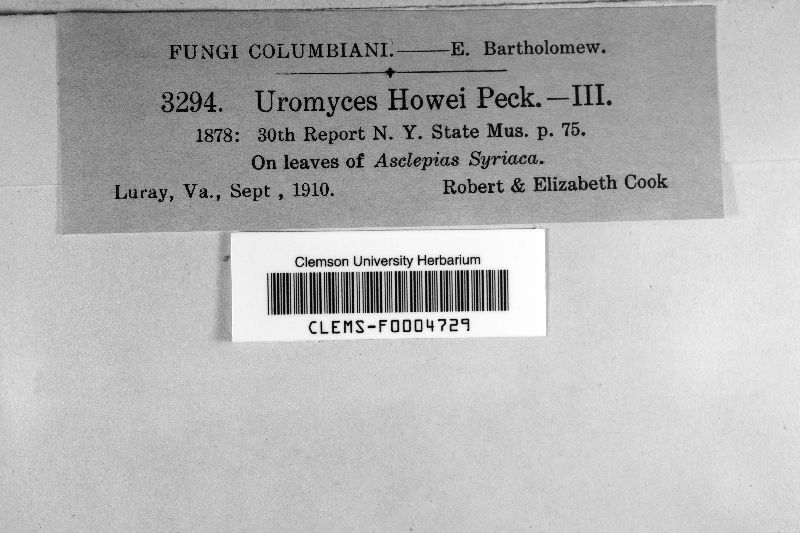 FUNGI COLUMBIANI.——E. Bartholomew.
3294. Uromyces Howei Peck.—III.
1878: 30th Report N. Y. State Mus. p. 75.
On leaves of Asclepias Syriaca.
Luray, Va., Sept , 1910. Robert & Elizabeth Cook
Clemson University Herbarium
CLEMS-F0004729